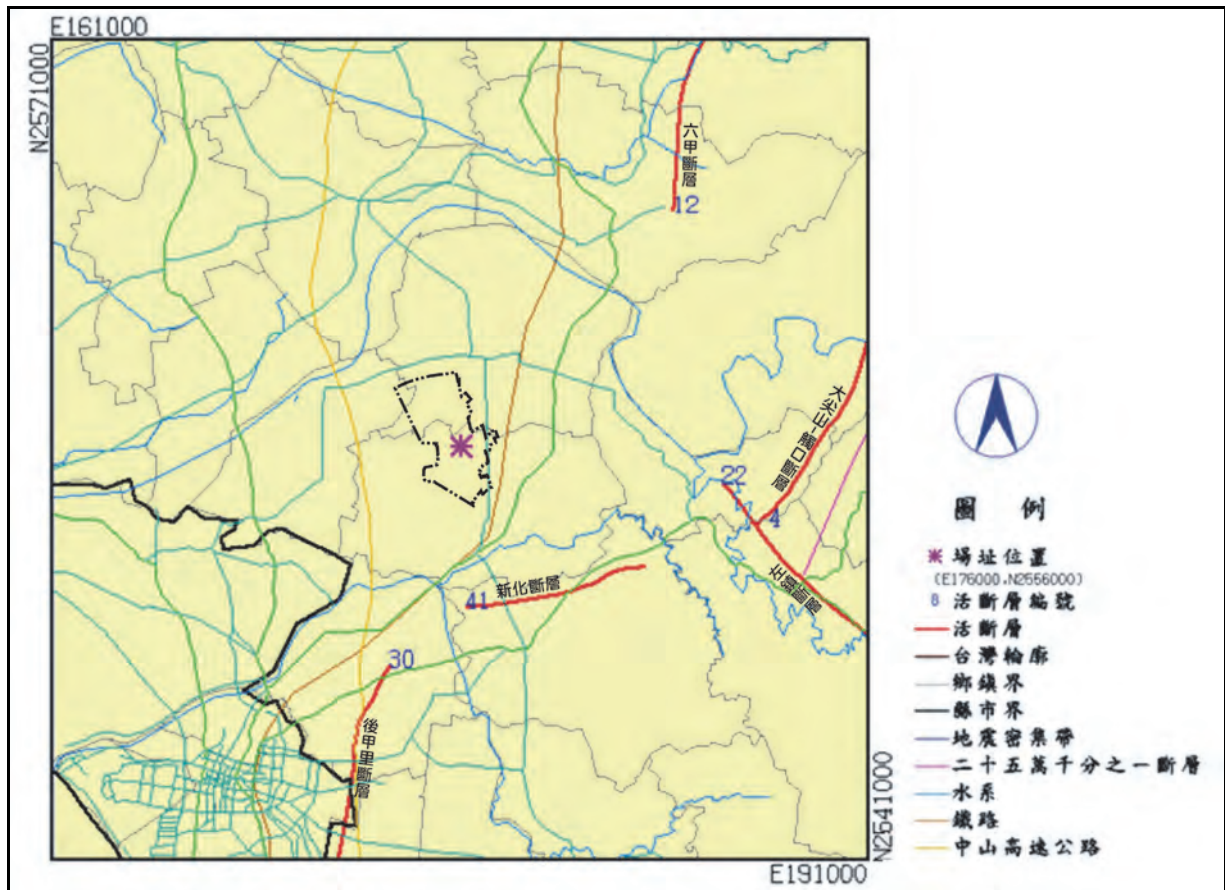 E161000
N2571000
六甲斷層
12
大尖山-觸口斷層
22
4
左鎮斷層
新化斷層
41
30
後甲里斷層
N2541000
E191000
圖 例
場址位置
(E176000,N2556000)
8 活斷層編號
活斷層
台灣輪廓
鄉鎮界
縣市界
地震密集帶
二十五萬千分之一斷層
水系
鐵路
中山高速公路